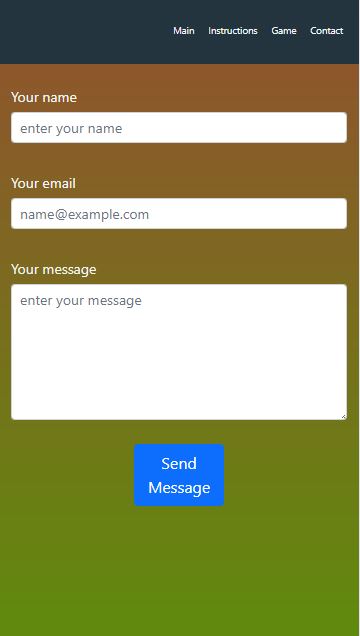 Main Instructions Game Contact
Your name
enter your name
Your email
name@example.com
Your message
enter your message
Send
Message